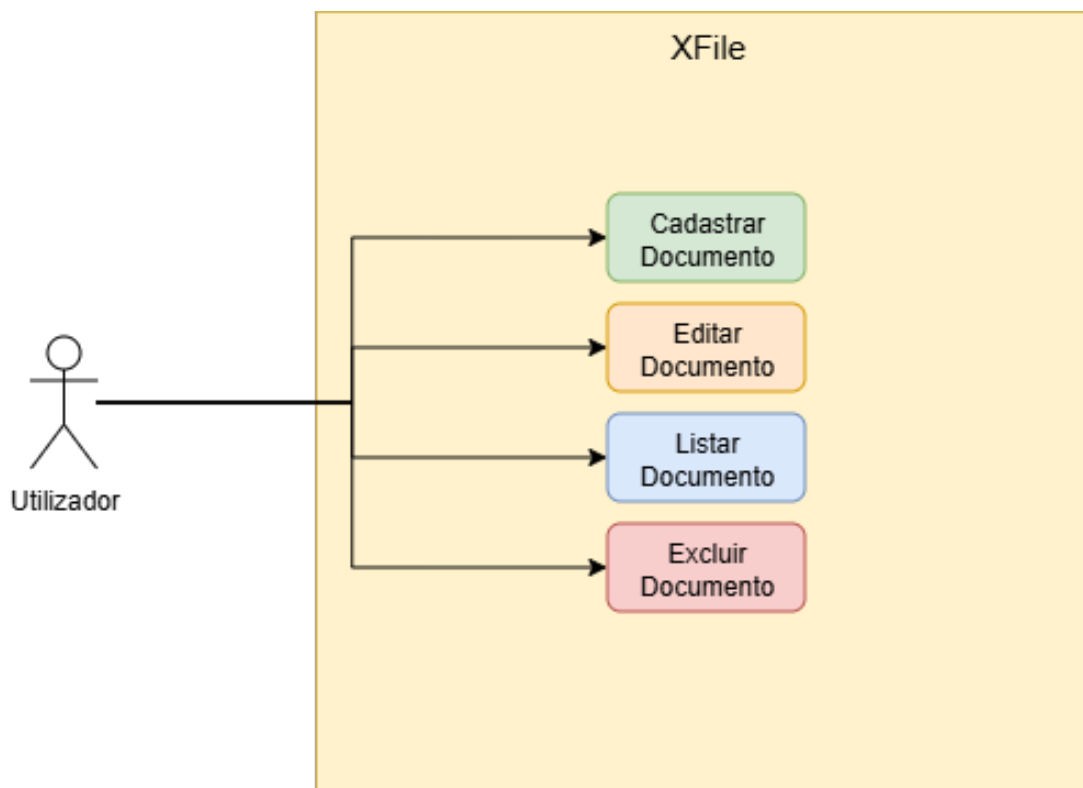 XFile
Cadastrar
Documento
Editar
Documento
Listar
Documento
Excluir
Documento
Utilizador